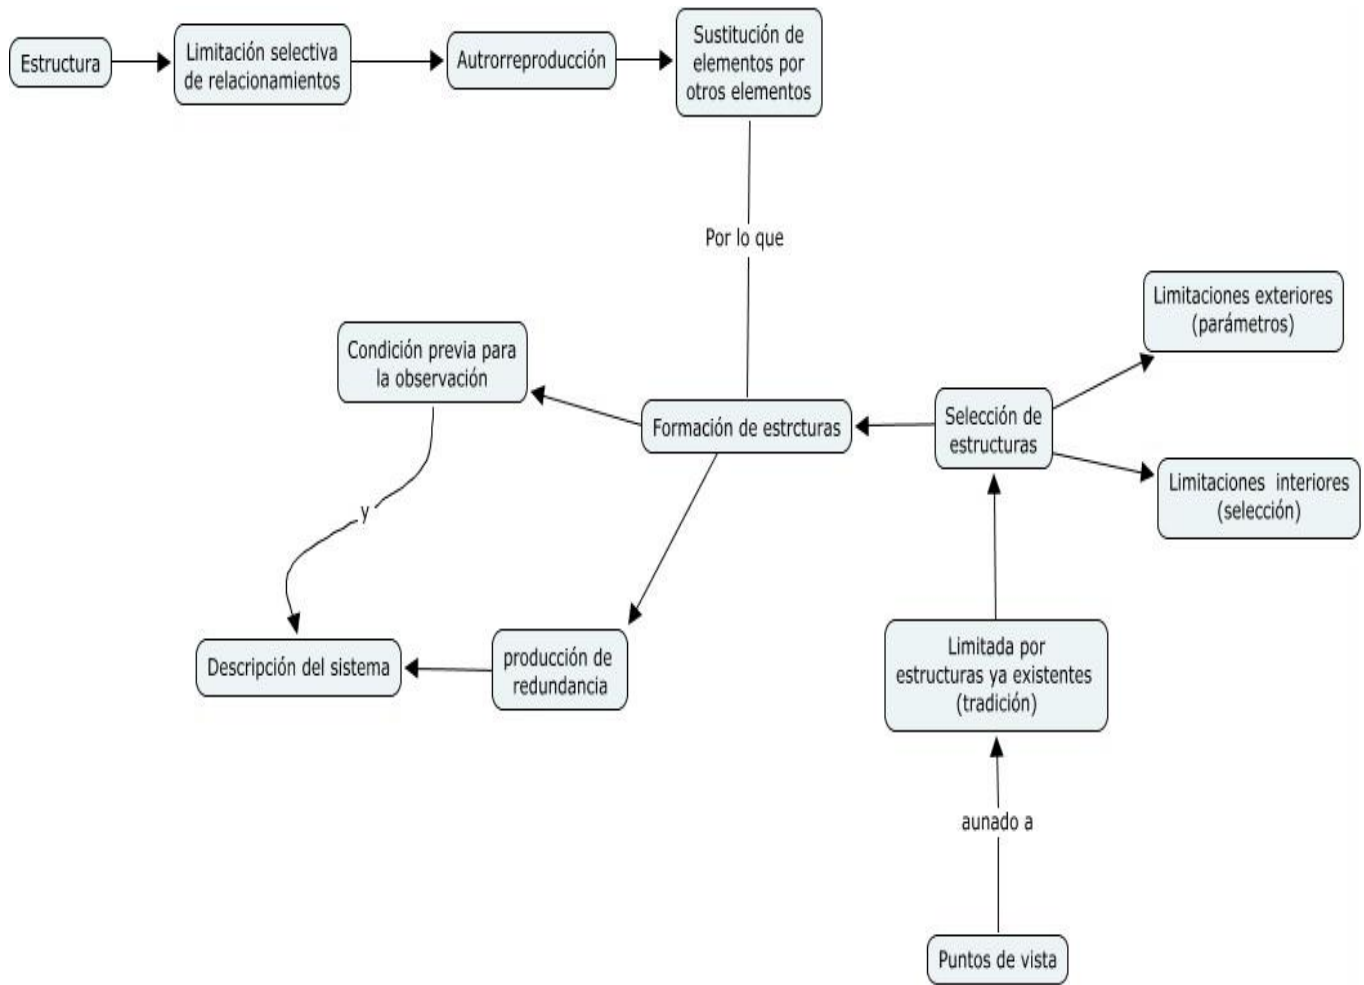 Estructura
Limitación selectiva
de relacionamientos
Autrorreproducción
Sustitución de
elementos por
otros elementos
Por lo que
Limitaciones exteriores
(parámetros)
Condición previa para
la observación
Formación de estrcturas
Selección de
estructuras
Limitaciones interiores
(selección)
y
Descripción del sistema
producción de
redundancia
Limitada por
estructuras ya existentes
(tradición)
aunado a
Puntos de vista